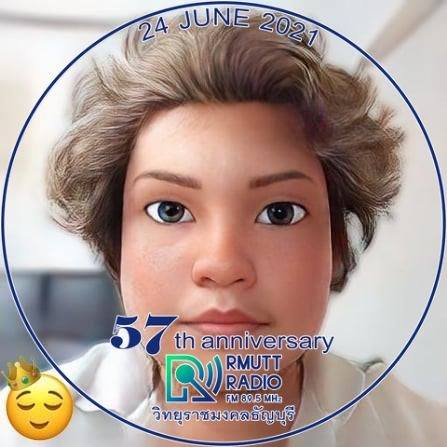 24 JUNE 2021
57th anniversary
RMUTT
RADIO
FM 89.5 MHz
วิทยุราชมงคลธัญบุรี